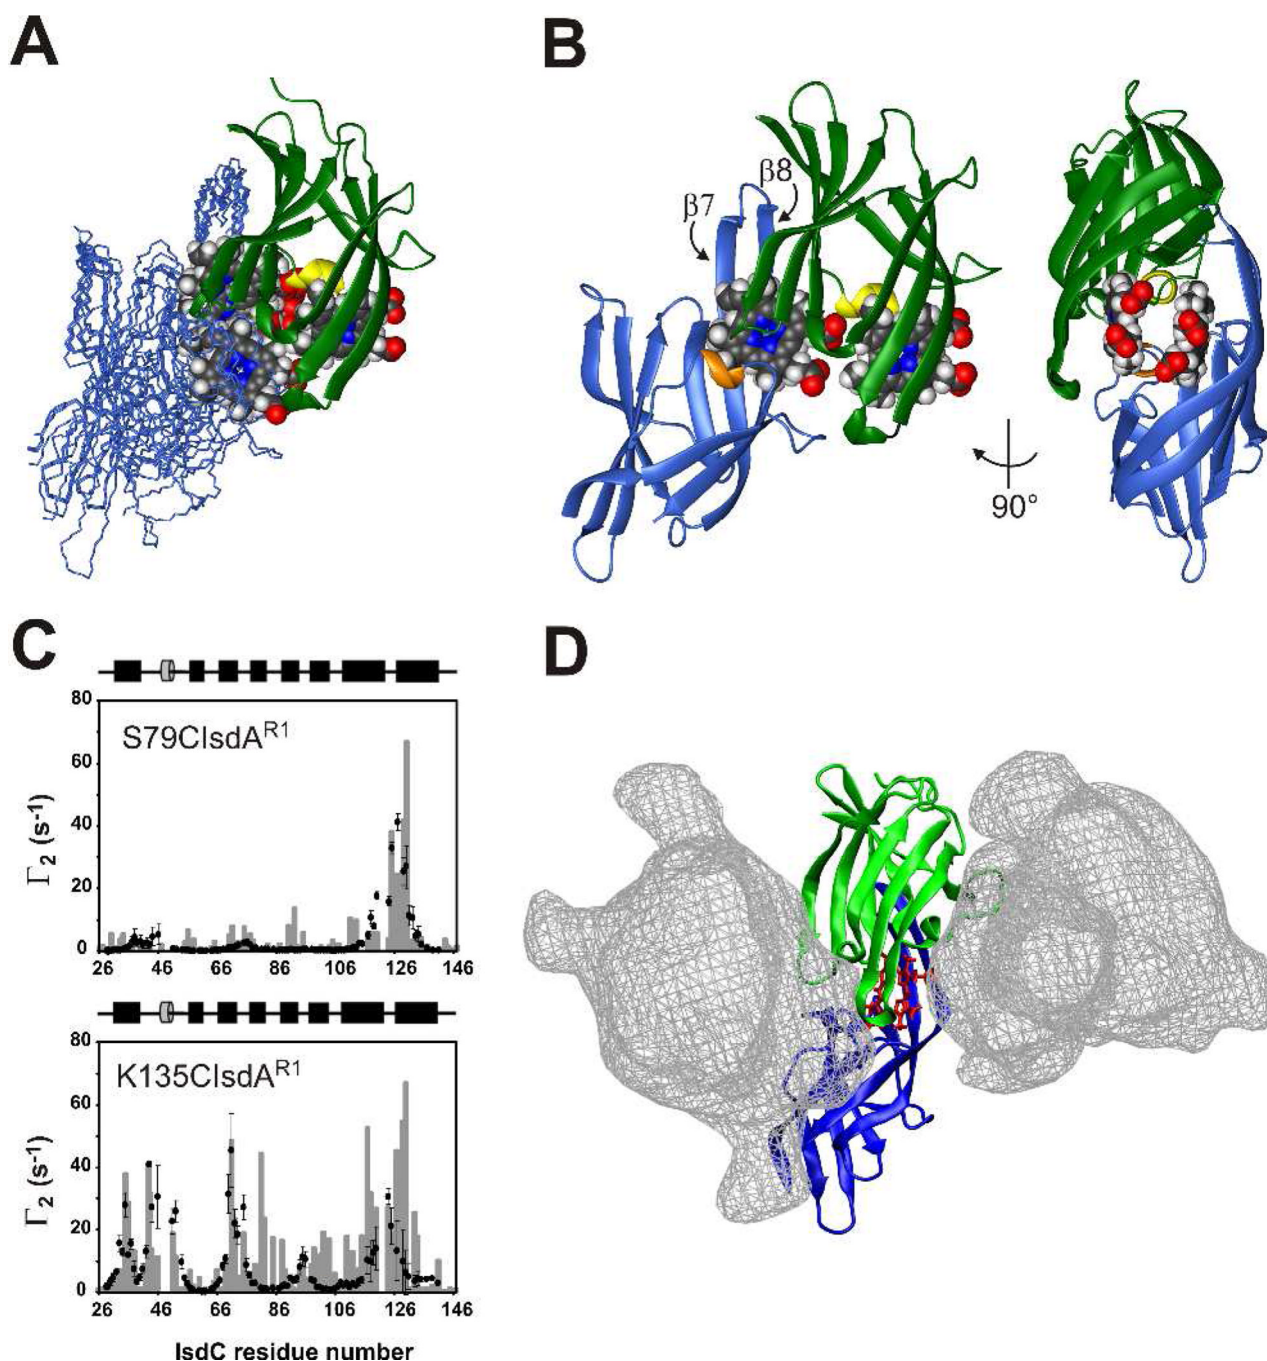 A
B
β7
β8
90°
C
S79CIsdA^R1
80
60
40
20
0
Γ2 (s-1)
26 46 66 86 106 126 146
K135CIsdA^R1
80
60
40
20
0
Γ2 (s-1)
26 46 66 86 106 126 146
IsdC residue number
D